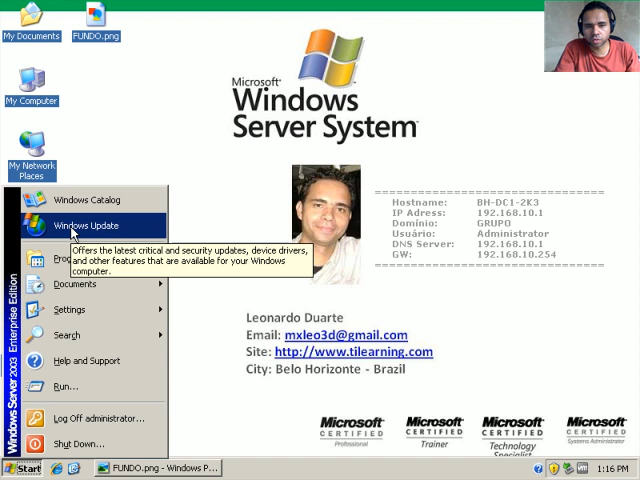 My Documents
FUNDO.png
My Computer
My Network
Places
Microsoft
Windows
Server System
========================================
Hostname: BH-DC1-2K3
IP Adress: 192.168.10.1
Domínio: GRUPO
Usuário: Administrator
DNS Server: 192.168.10.1
GW: 192.168.10.254
========================================
Windows Catalog
Windows Update
Offers the latest critical and security updates, device drivers,
and other features that are available for your Windows
computer.
Documents
Settings
Search
Help and Support
Run...
Log Off administrator...
Shut Down...
Windows Server 2003 Enterprise Edition
Leonardo Duarte
Email: mxleo3d@gmail.com
Site: http://www.tilearning.com
City: Belo Horizonte - Brazil
Microsoft
CERTIFIED
Professional
Microsoft
CERTIFIED
Trainer
Microsoft
CERTIFIED
Technology
Specialist
Microsoft
CERTIFIED
Systems Administrator
Start
FUNDO.png - Windows P...
1:16 PM